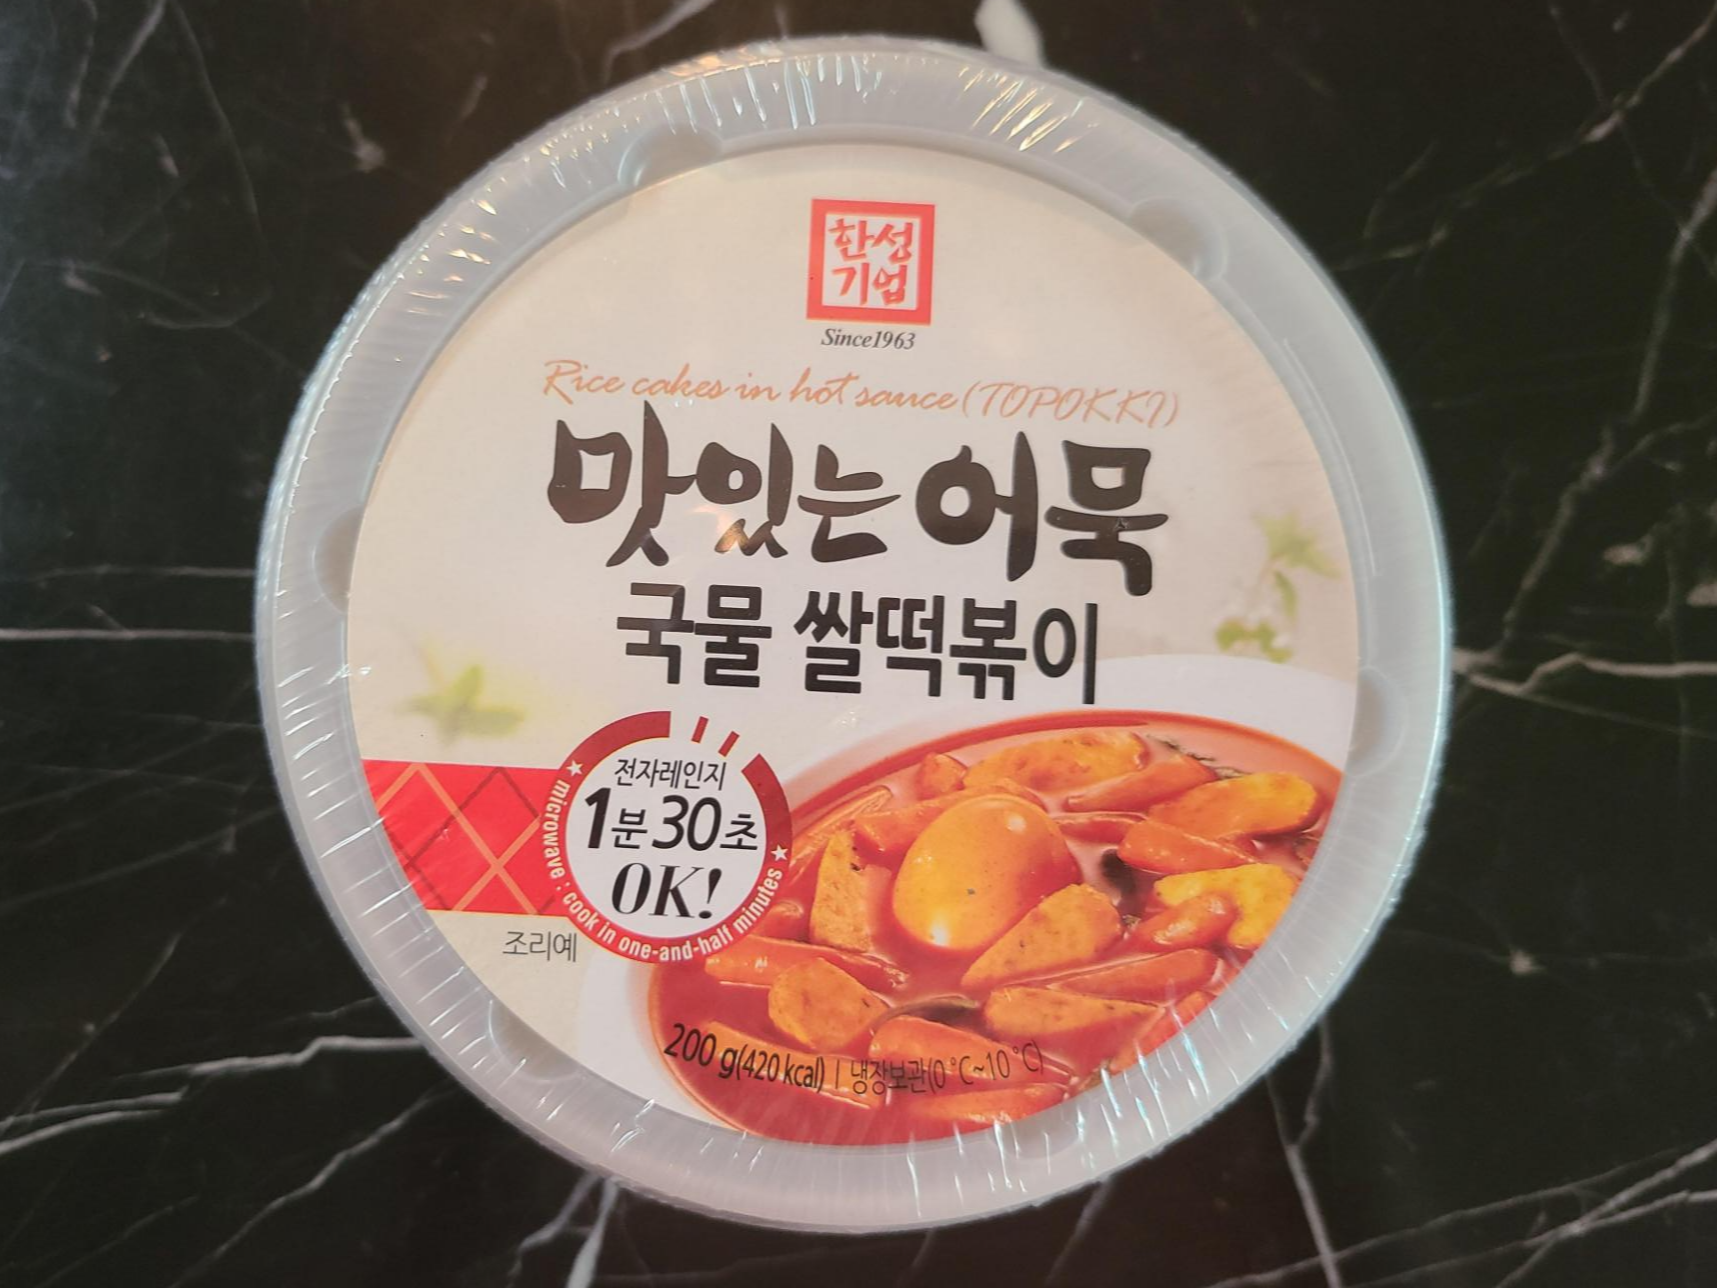 한성
기업
Since1963
Rice cakes in hot sauce(TOPOKKI)
맛있는 어묵
국물 쌀떡볶이
전자레인지
1분30초
OK!
★ microwave : cook in one-and-half minutes ★
조리예
200 g(420 kcal) | 냉장보관(0 °C~10 °C)